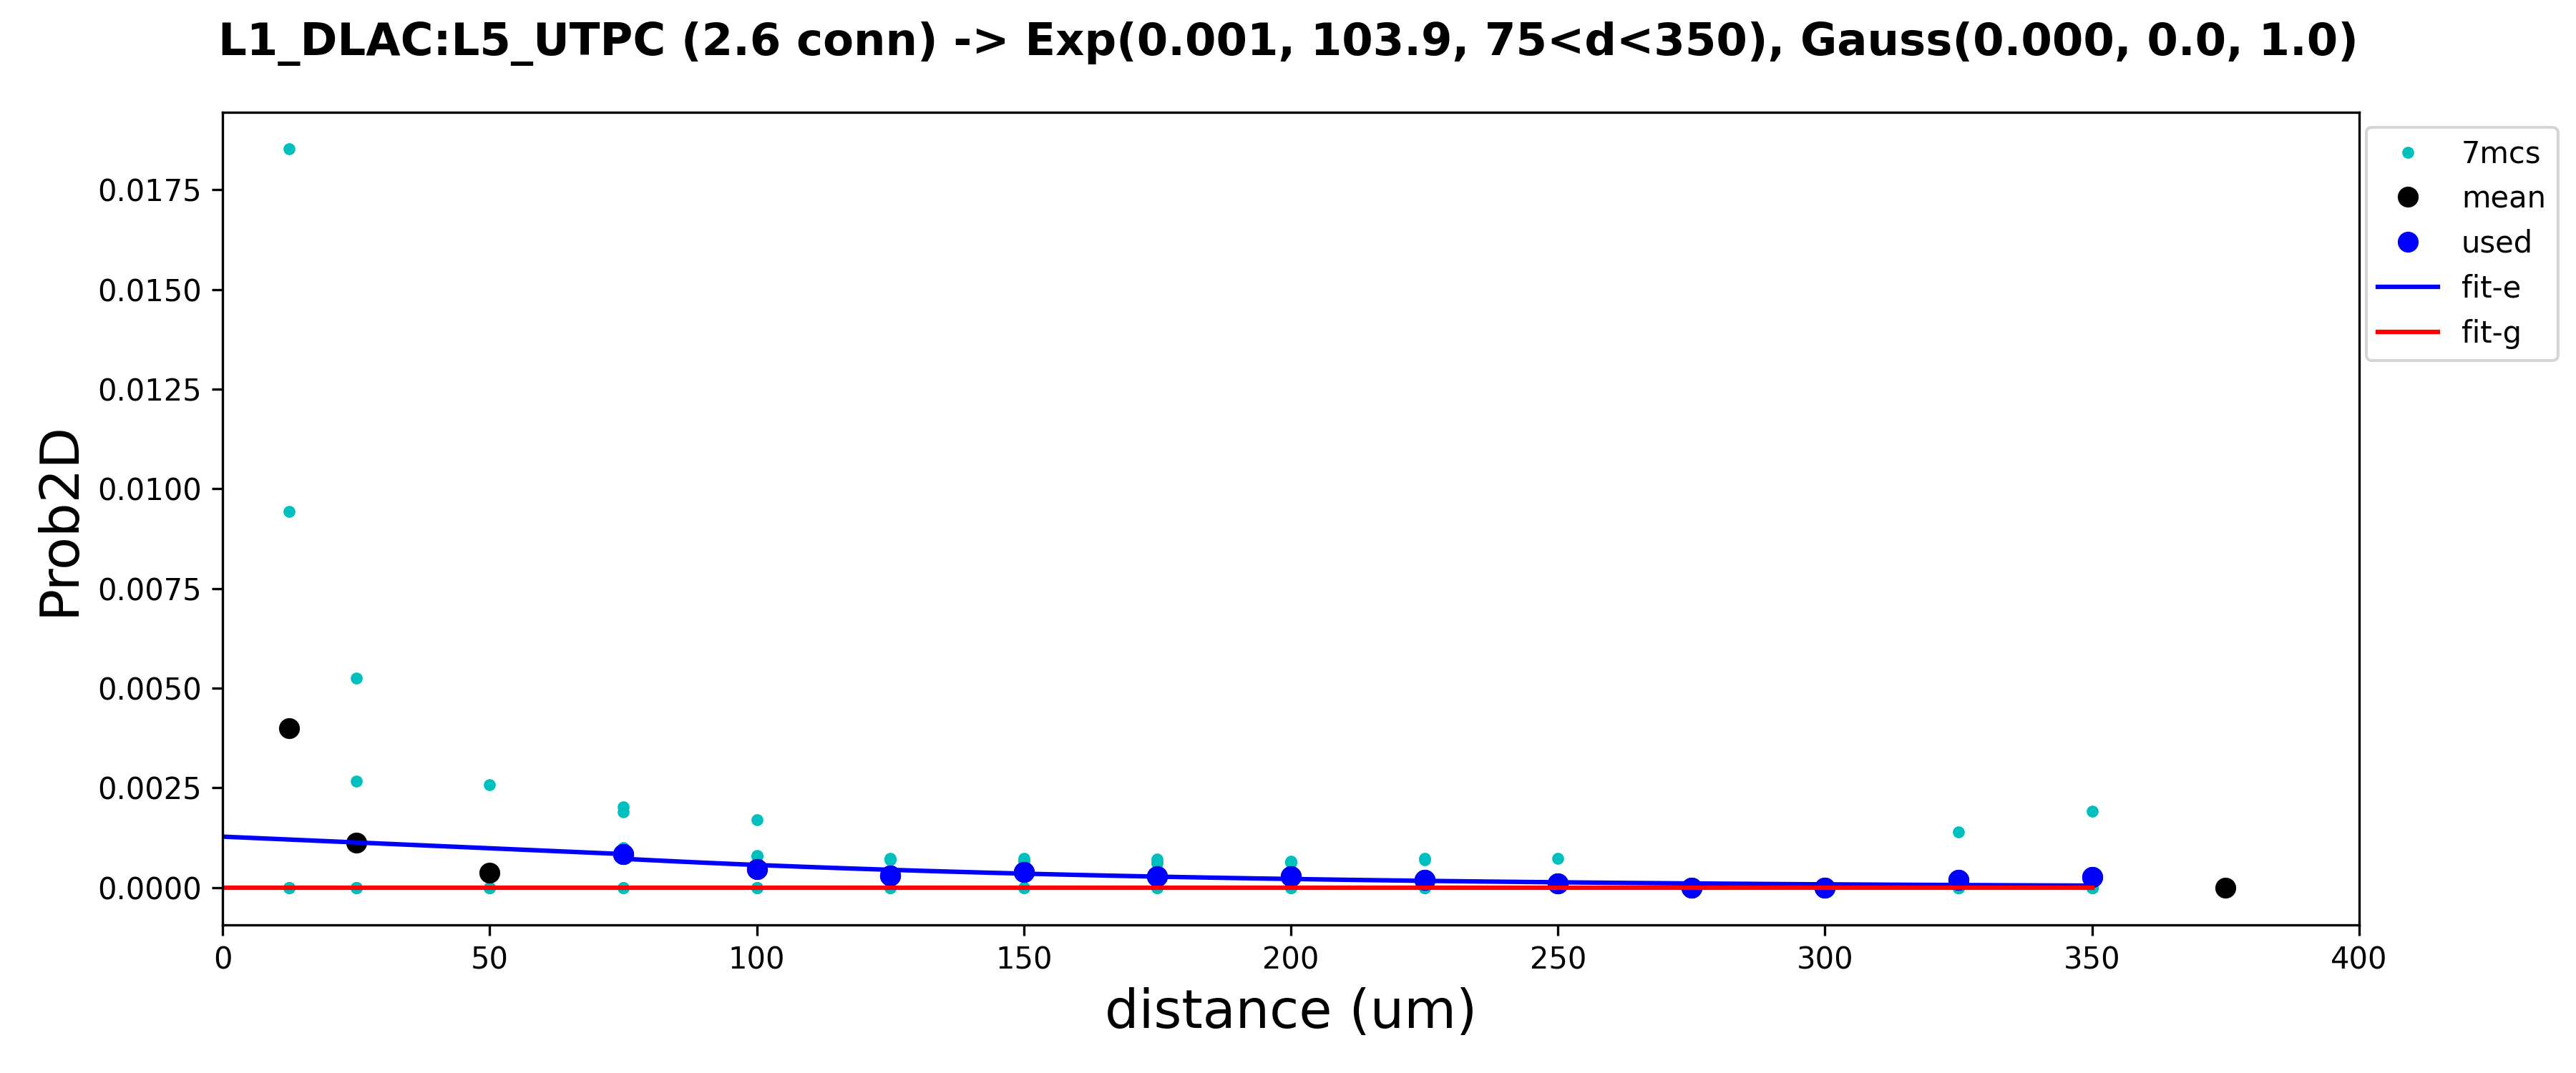 L1_DLAC:L5_UTPC (2.6 conn) -> Exp(0.001, 103.9, 75<d<350), Gauss(0.000, 0.0, 1.0)
7mcs
mean
used
fit-e
fit-g
0.0175
0.0150
0.0125
0.0100
0.0075
0.0050
0.0025
0.0000
Prob2D
0 50 100 150 200 250 300 350 400
distance (um)